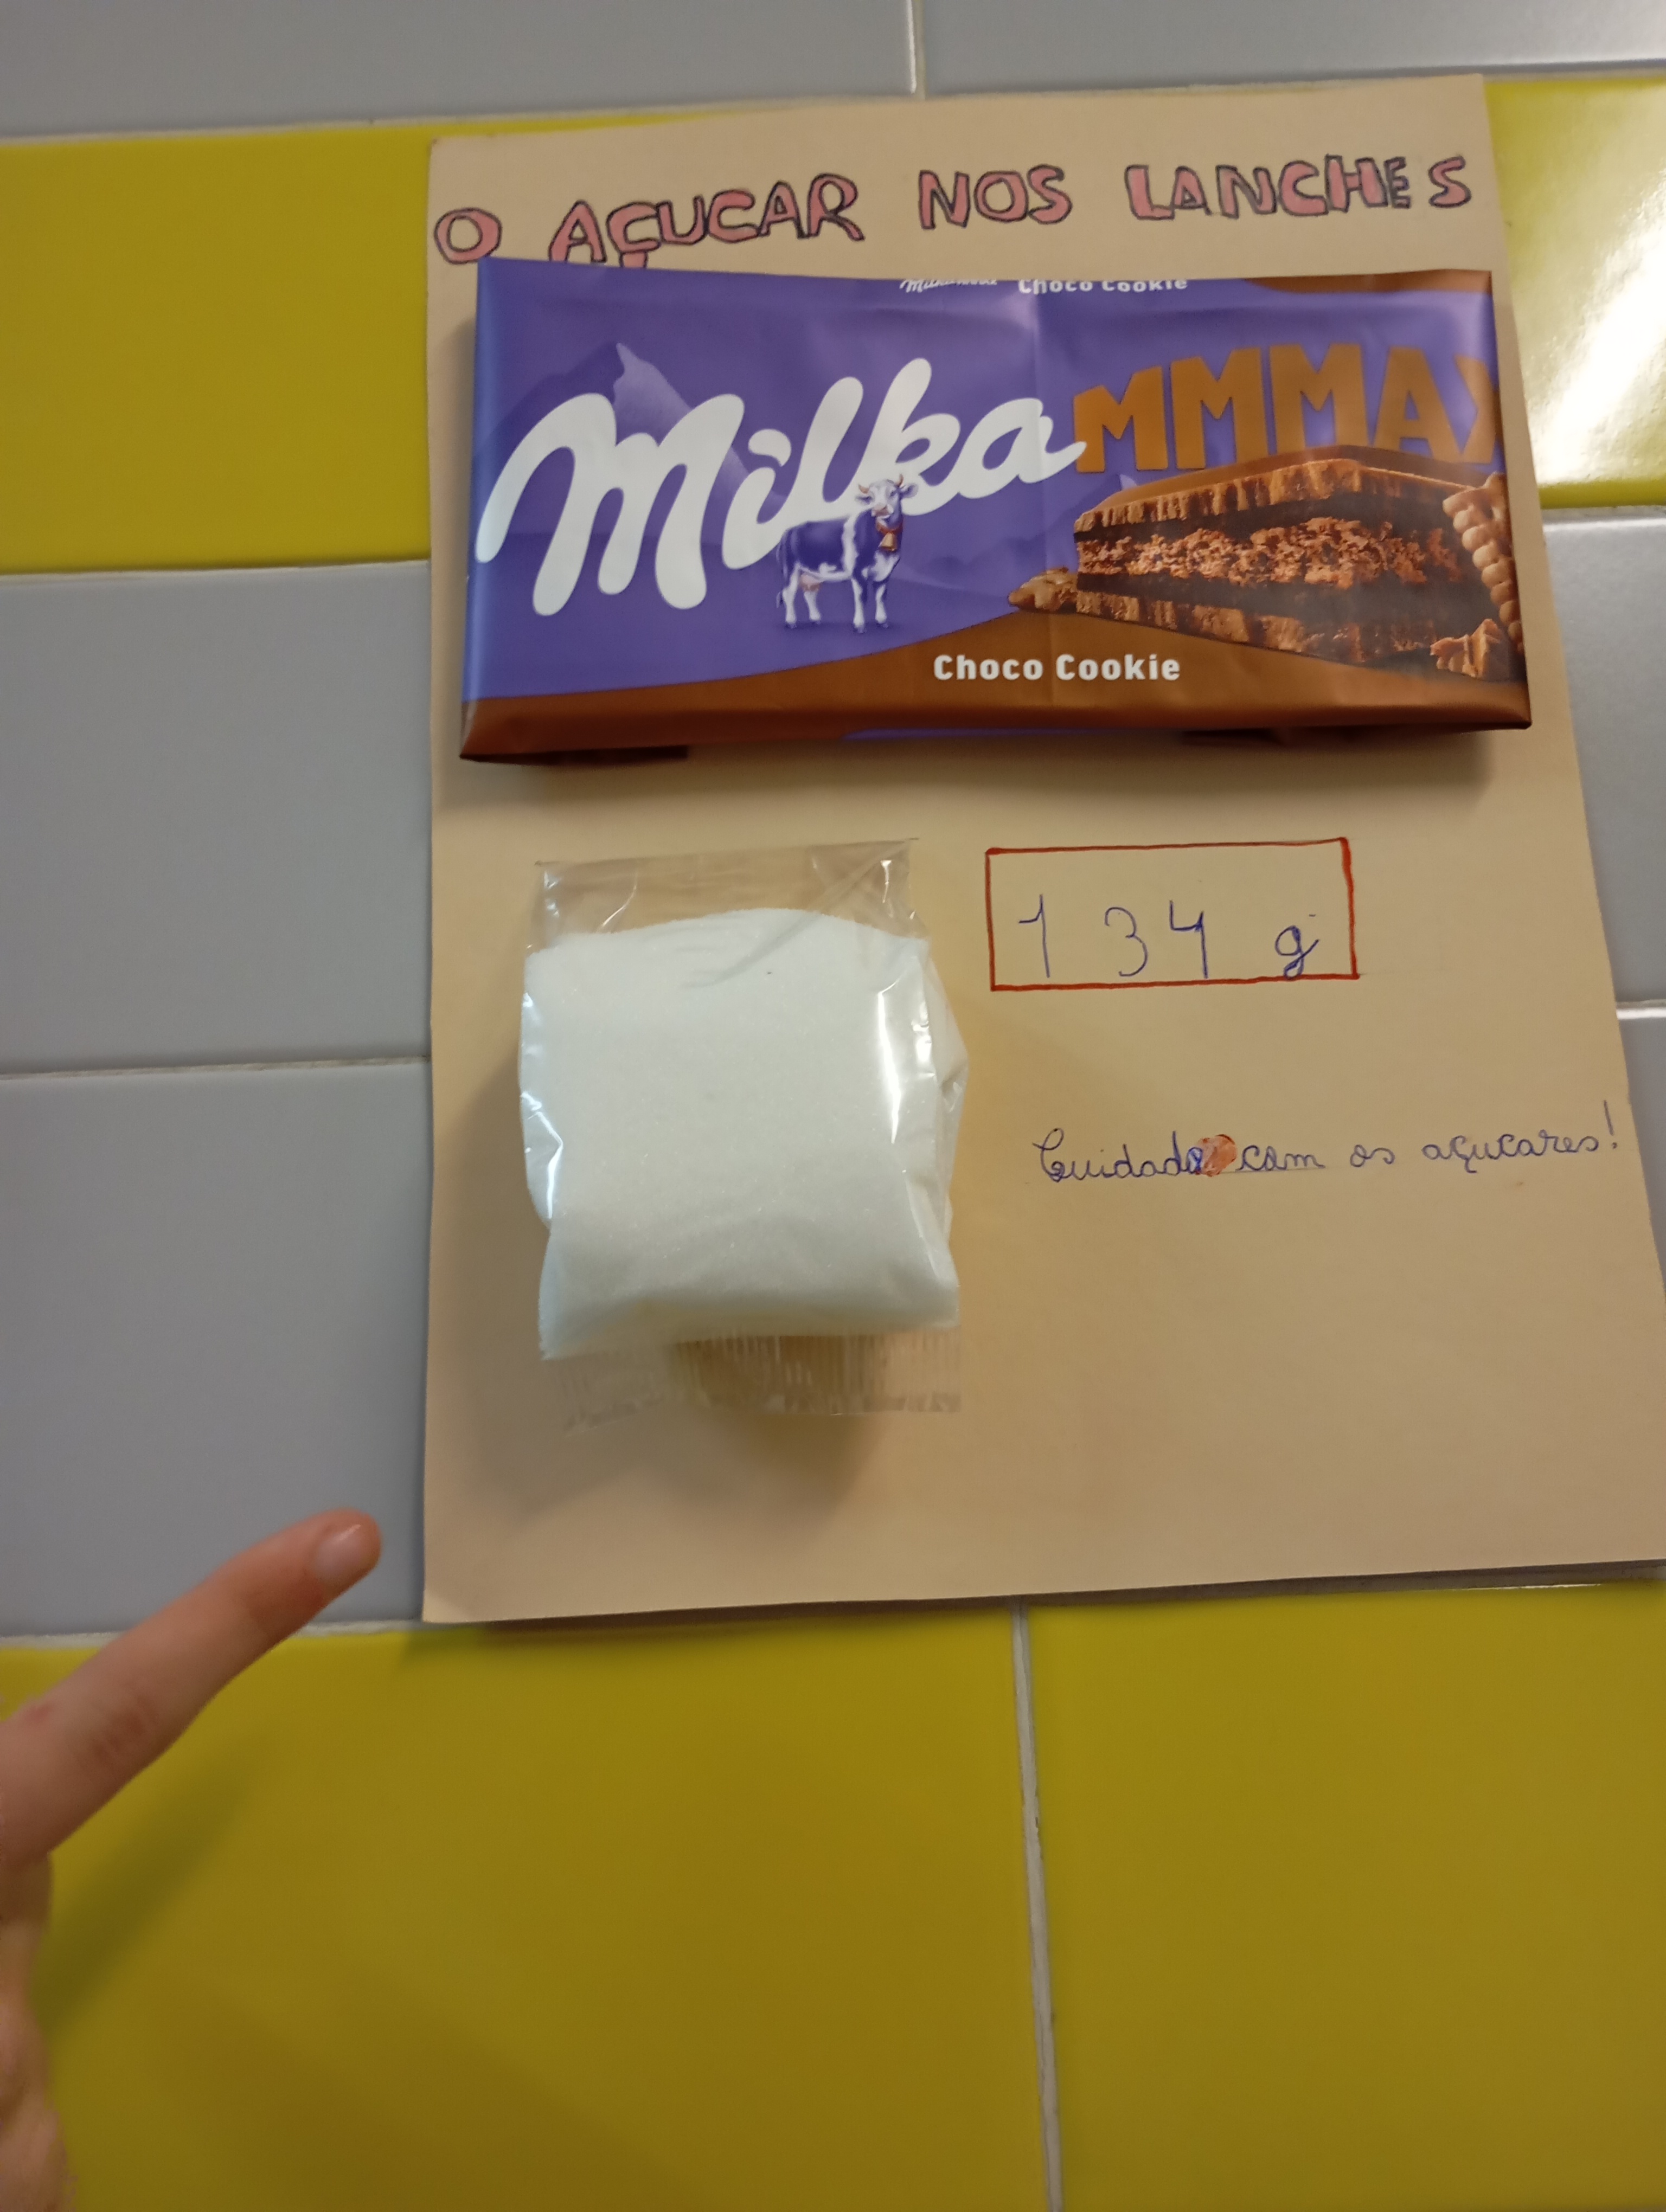 O AÇUCAR NOS LANCHES
Choco Cookie
Milka MMMAX
Choco Cookie
134 g
Cuidado com os açucares!